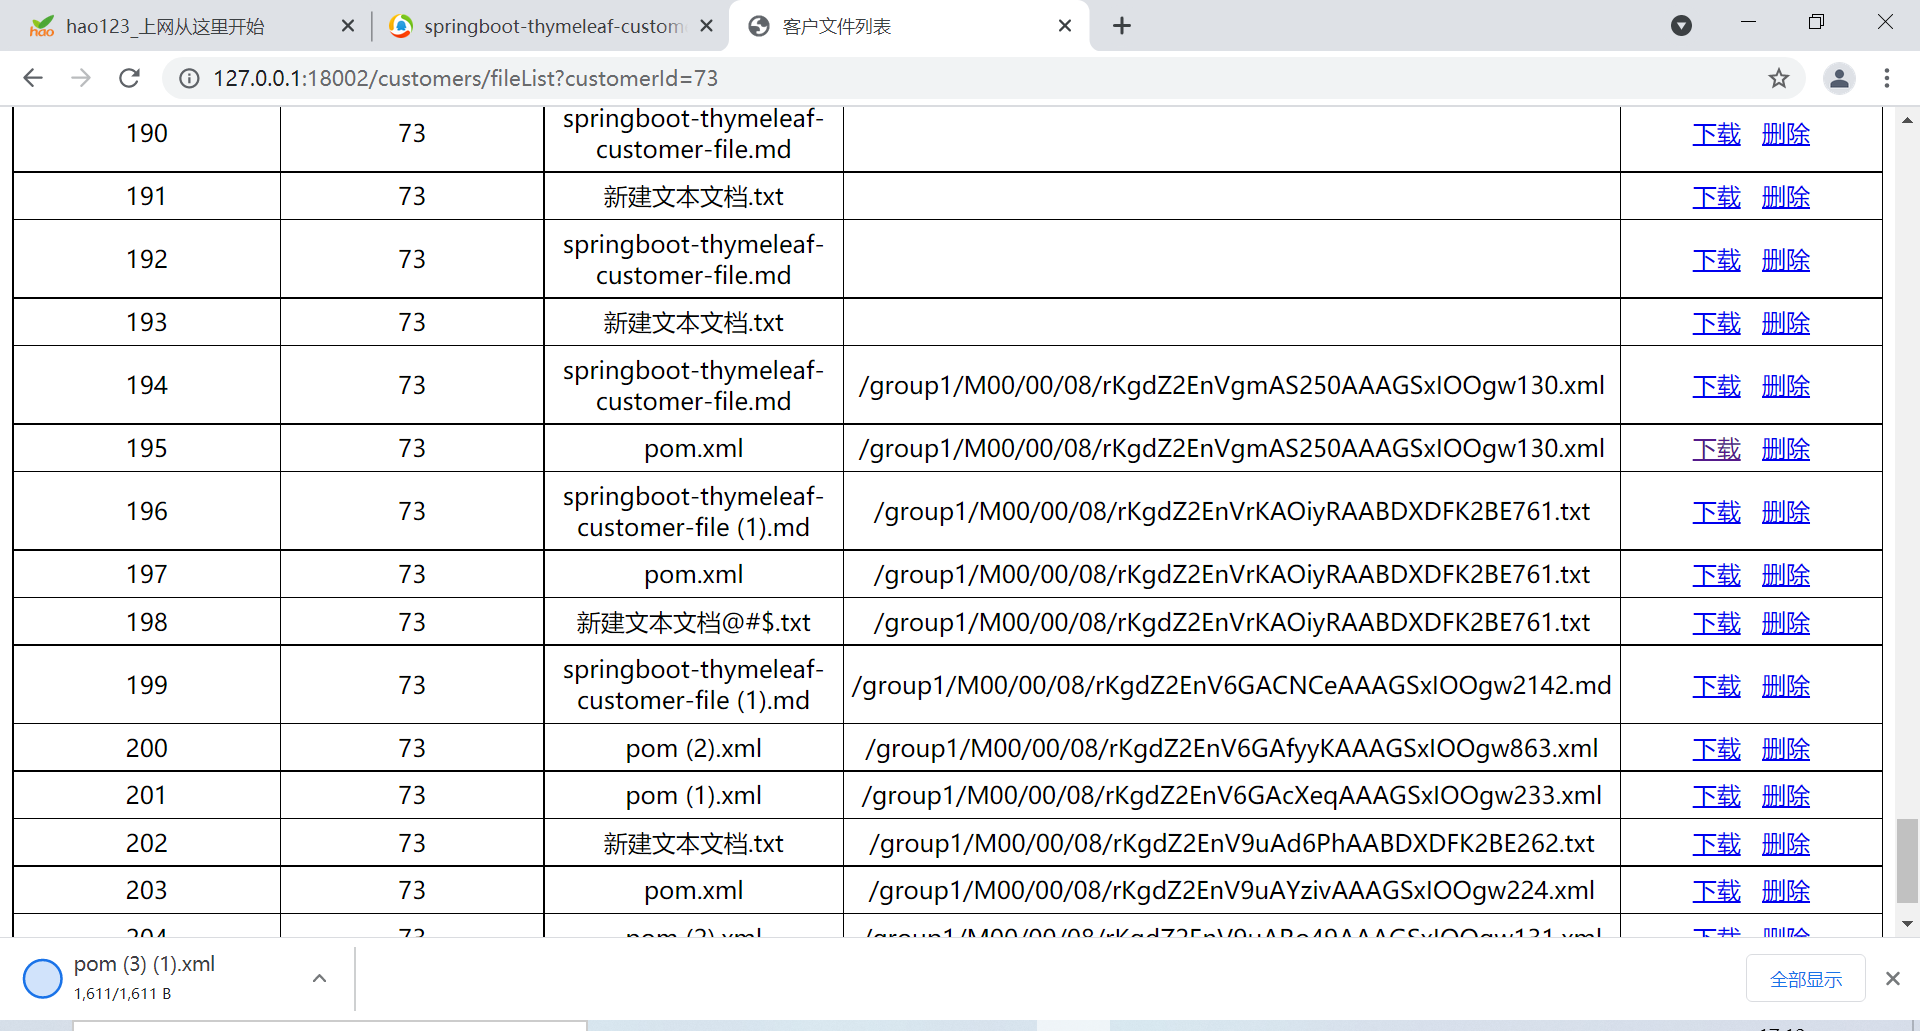 hao123_上网从这里开始
springboot-thymeleaf-custom
客户文件列表
127.0.0.1:18002/customers/fileList?customerId=73
190 73 springboot-thymeleaf-customer-file.md 下载 删除
191 73 新建文本文档.txt 下载 删除
192 73 springboot-thymeleaf-customer-file.md 下载 删除
193 73 新建文本文档.txt 下载 删除
194 73 springboot-thymeleaf-customer-file.md /group1/M00/00/08/rKgdZ2EnVgmAS250AAAGSxIOOgw130.xml 下载 删除
195 73 pom.xml /group1/M00/00/08/rKgdZ2EnVgmAS250AAAGSxIOOgw130.xml 下载 删除
196 73 springboot-thymeleaf-customer-file (1).md /group1/M00/00/08/rKgdZ2EnVrKAOiyRAABDXDFK2BE761.txt 下载 删除
197 73 pom.xml /group1/M00/00/08/rKgdZ2EnVrKAOiyRAABDXDFK2BE761.txt 下载 删除
198 73 新建文本文档@#$.txt /group1/M00/00/08/rKgdZ2EnVrKAOiyRAABDXDFK2BE761.txt 下载 删除
199 73 springboot-thymeleaf-customer-file (1).md /group1/M00/00/08/rKgdZ2EnV6GACNCeAAAGSxIOOgw2142.md 下载 删除
200 73 pom (2).xml /group1/M00/00/08/rKgdZ2EnV6GAfyyKAAAGSxIOOgw863.xml 下载 删除
201 73 pom (1).xml /group1/M00/00/08/rKgdZ2EnV6GAcXeqAAAGSxIOOgw233.xml 下载 删除
202 73 新建文本文档.txt /group1/M00/00/08/rKgdZ2EnV9uAd6PhAABDXDFK2BE262.txt 下载 删除
203 73 pom.xml /group1/M00/00/08/rKgdZ2EnV9uAYzivAAAGSxIOOgw224.xml 下载 删除
204 73 下载 删除
pom (3) (1).xml
1,611/1,611 B
全部显示